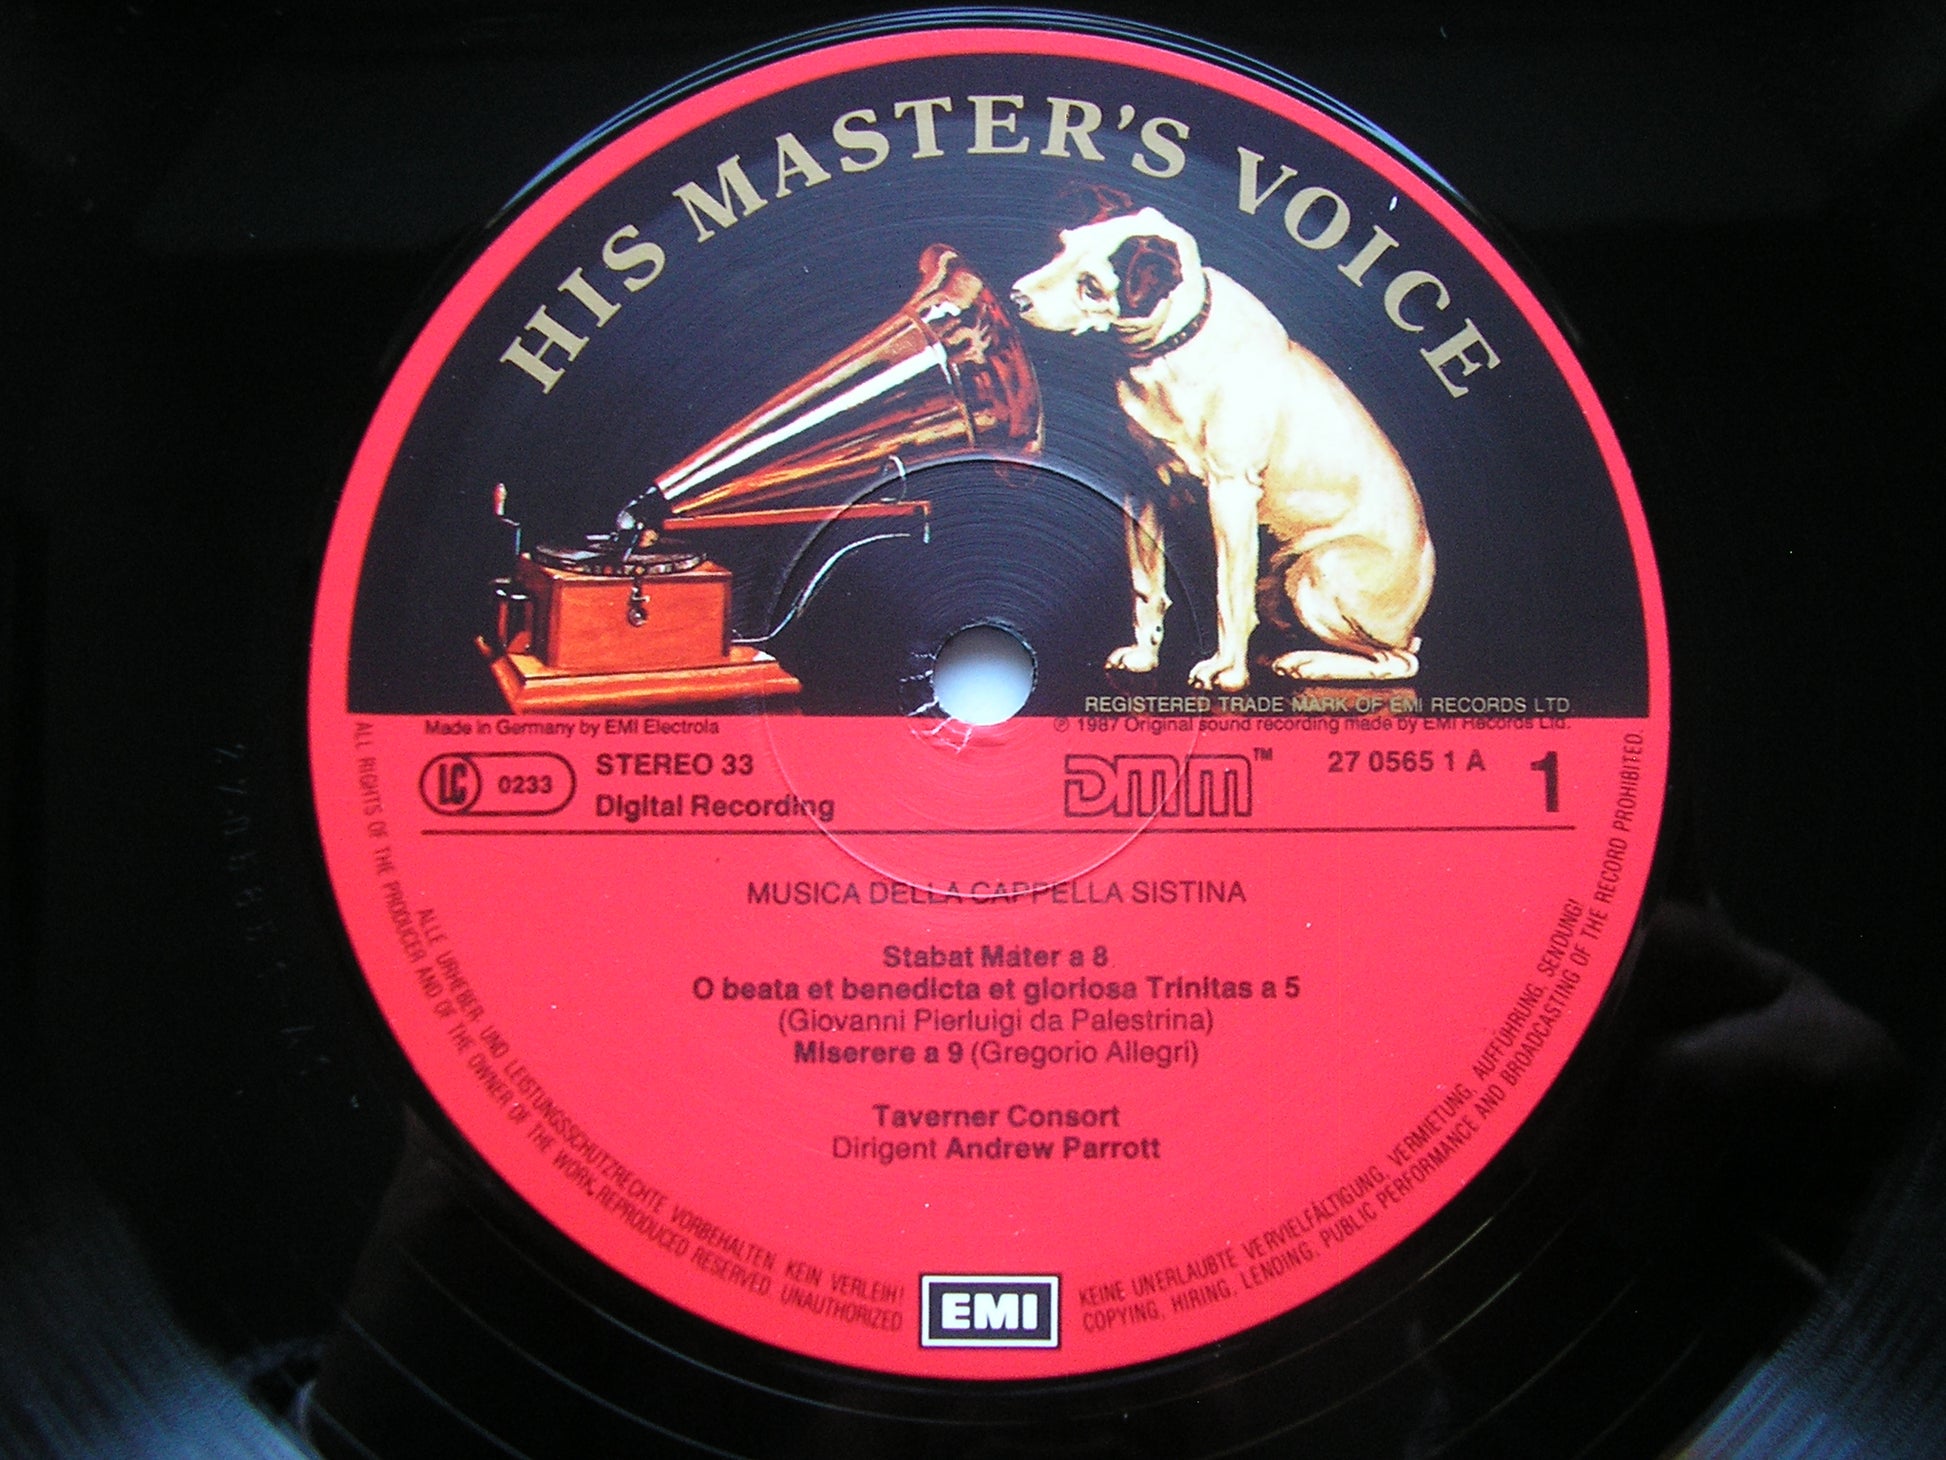 HIS MASTER'S VOICE
REGISTERED TRADE MARK OF EMI RECORDS LTD
Made in Germany by EMI Electrola
℗ 1987 Original sound recording made by EMI Records Ltd.
LC 0233
STEREO 33
Digital Recording
DMM™
27 0565 1 A
1
MUSICA DELLA CAPPELLA SISTINA
Stabat Mater a 8
O beata et benedicta et gloriosa Trinitas a 5
(Giovanni Pierluigi da Palestrina)
Miserere a 9 (Gregorio Allegri)
Taverner Consort
Dirigent Andrew Parrott
ALLE URHEBER- UND LEISTUNGSSCHUTZRECHTE VORBEHALTEN. KEIN VERLEIH!
KEINE UNERLAUBTE VERVIELFÄLTIGUNG, VERMIETUNG, AUFFÜHRUNG, SENDUNG!
ALL RIGHTS OF THE PRODUCER AND OF THE OWNER OF THE WORK REPRODUCED RESERVED. UNAUTHORIZED
COPYING, HIRING, LENDING, PUBLIC PERFORMANCE AND BROADCASTING OF THE RECORD PROHIBITED.
EMI